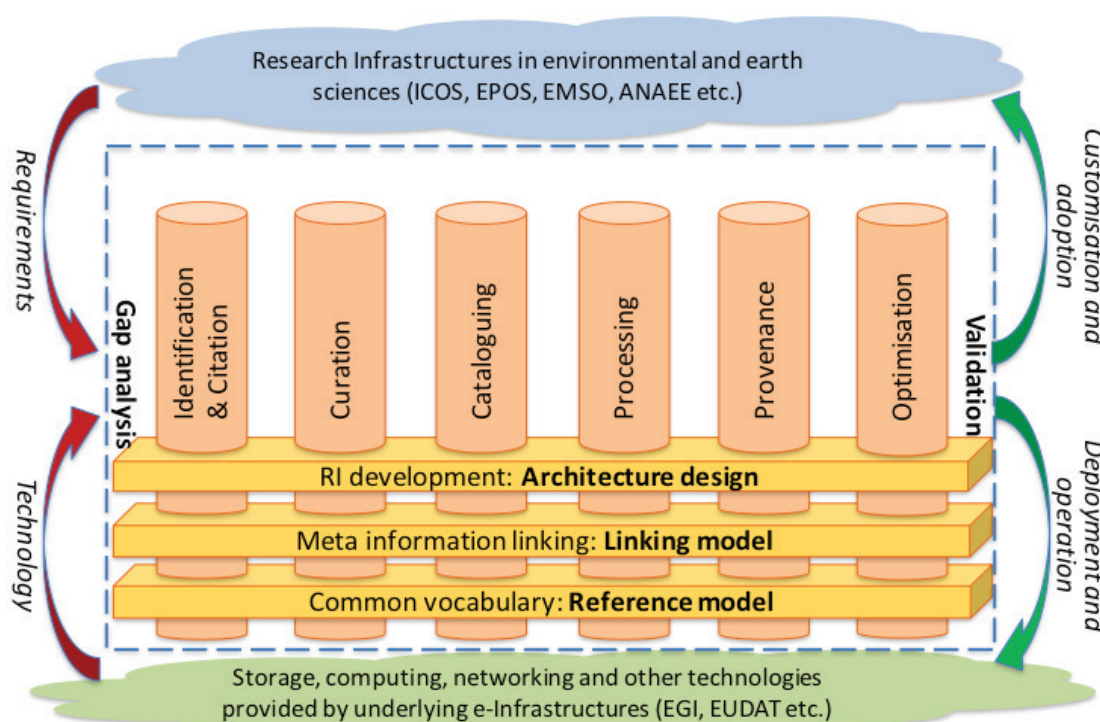 Research Infrastructures in environmental and earth
sciences (ICOS, EPOS, EMSO, ANAEE etc.)
Requirements
Technology
Gap analysis
Identification
& Citation
Curation
Cataloguing
Processing
Provenance
Optimisation
Validation
Customisation and
adoption
Deployment and
operation
RI development: Architecture design
Meta information linking: Linking model
Common vocabulary: Reference model
Storage, computing, networking and other technologies
provided by underlying e-Infrastructures (EGI, EUDAT etc.)